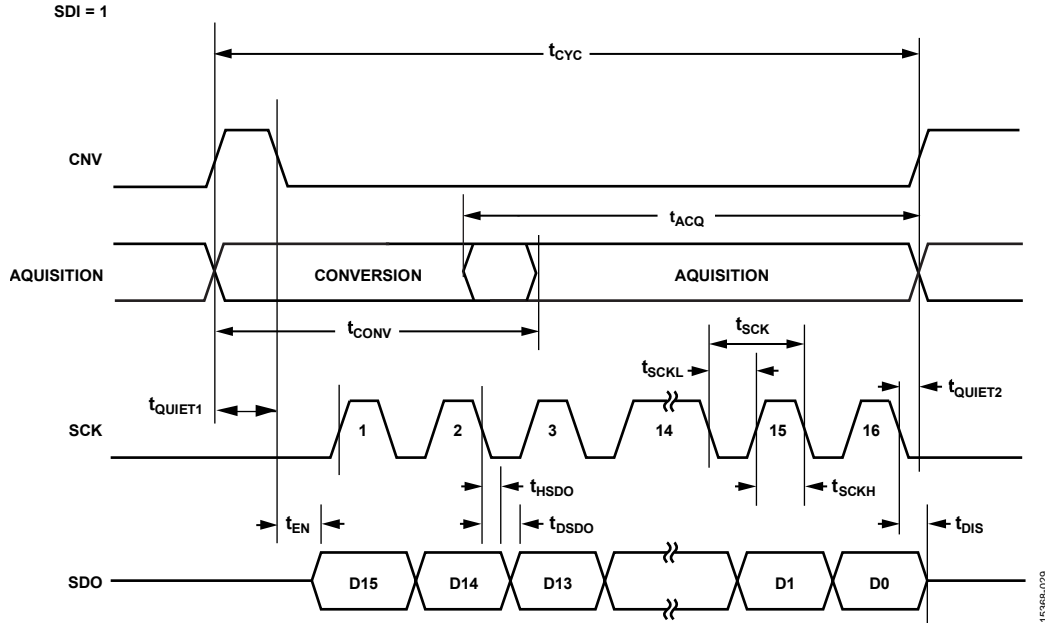 SDI = 1
tCYC
CNV
tACQ
AQUISITION
CONVERSION
AQUISITION
tCONV
tSCK
tSCKL
tQUIET1
tQUIET2
SCK
1
2
3
14
15
16
tHSDO
tSCKH
tEN
tDSDO
tDIS
SDO
D15
D14
D13
D1
D0
15368-029